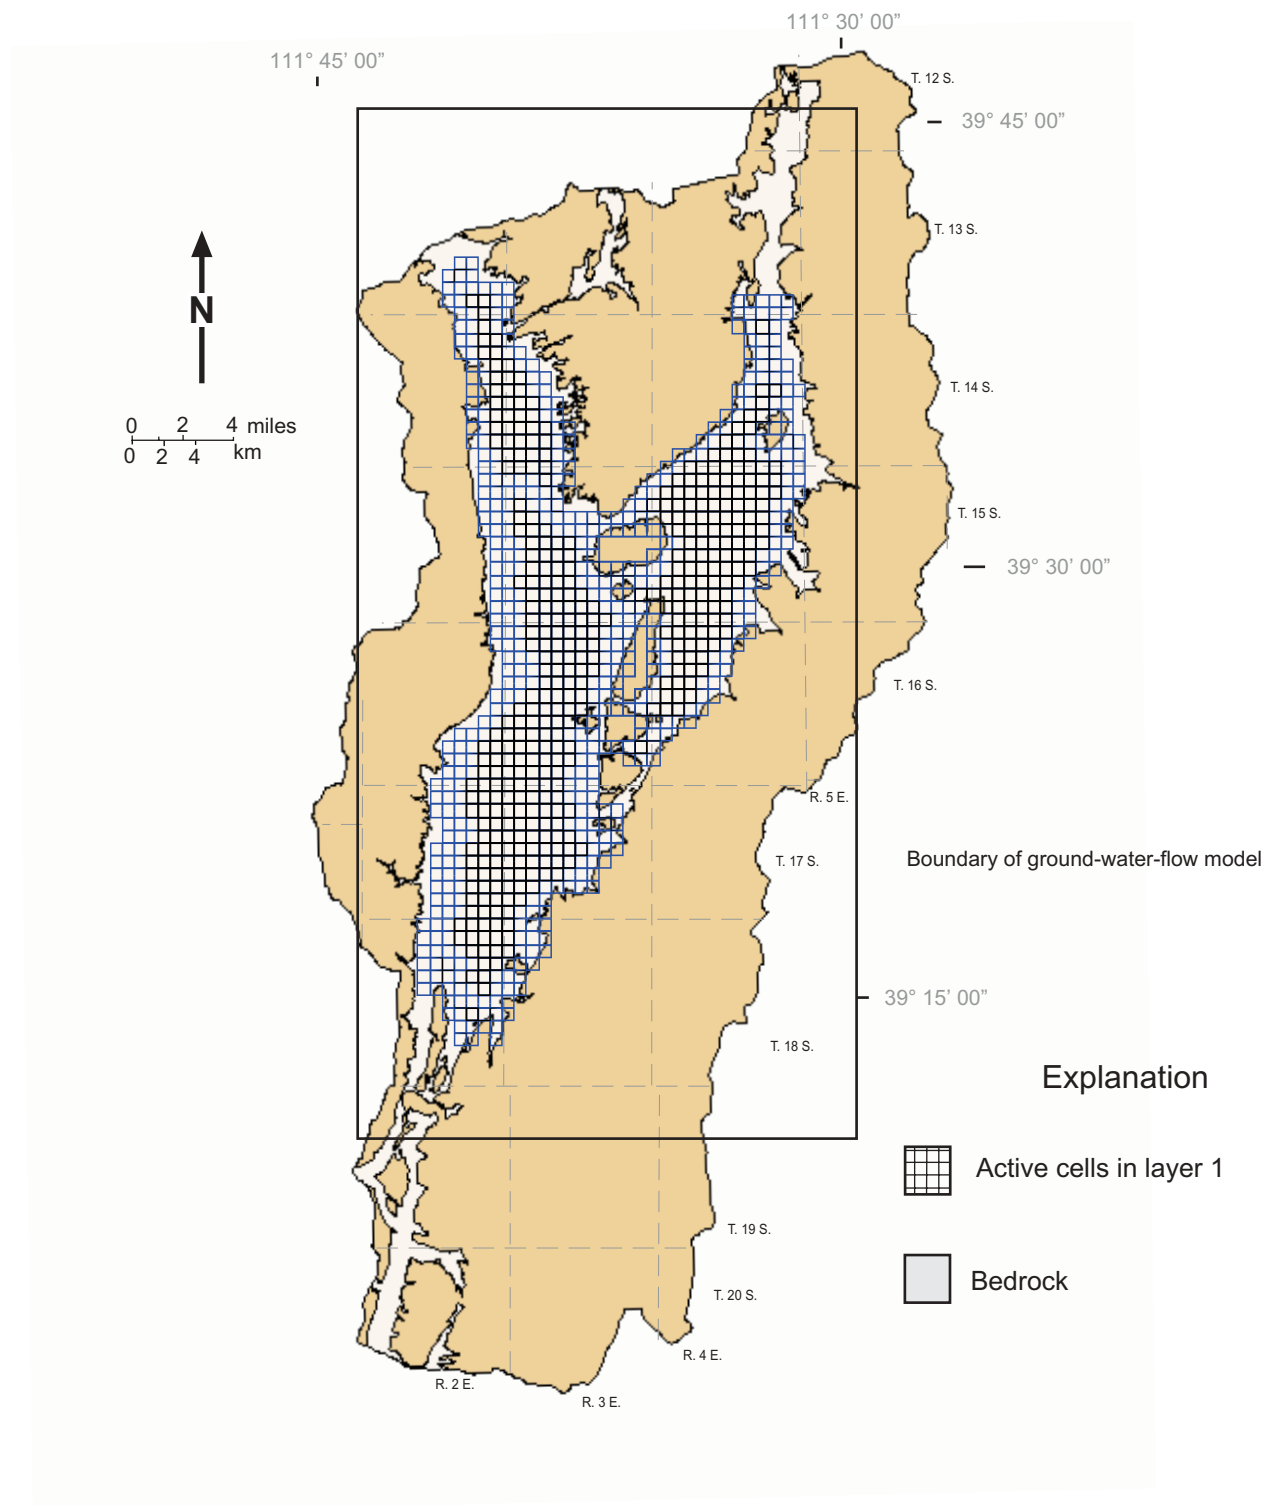 111° 30’ 00”
111° 45’ 00”
T. 12 S.
39° 45’ 00”
T. 13 S.
N
T. 14 S.
0 2 4 miles
0 2 4 km
T. 15 S.
39° 30’ 00”
T. 16 S.
R. 5 E.
Boundary of ground-water-flow model
T. 17 S.
39° 15’ 00”
T. 18 S.
Explanation
Active cells in layer 1
T. 19 S.
Bedrock
T. 20 S.
R. 4 E.
R. 2 E.
R. 3 E.